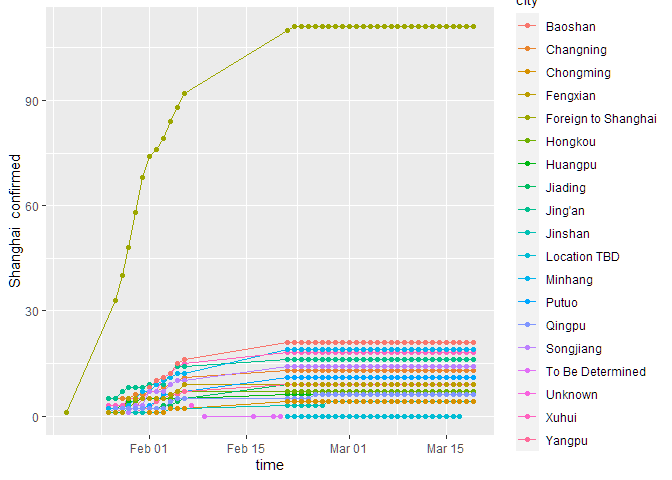 city
Baoshan
Changning
Chongming
Fengxian
Foreign to Shanghai
Hongkou
Huangpu
Jiading
Jing'an
Jinshan
Location TBD
Minhang
Putuo
Qingpu
Songjiang
To Be Determined
Unknown
Xuhui
Yangpu
Shanghai confirmed
90
60
30
0
Feb 01
Feb 15
Mar 01
Mar 15
time